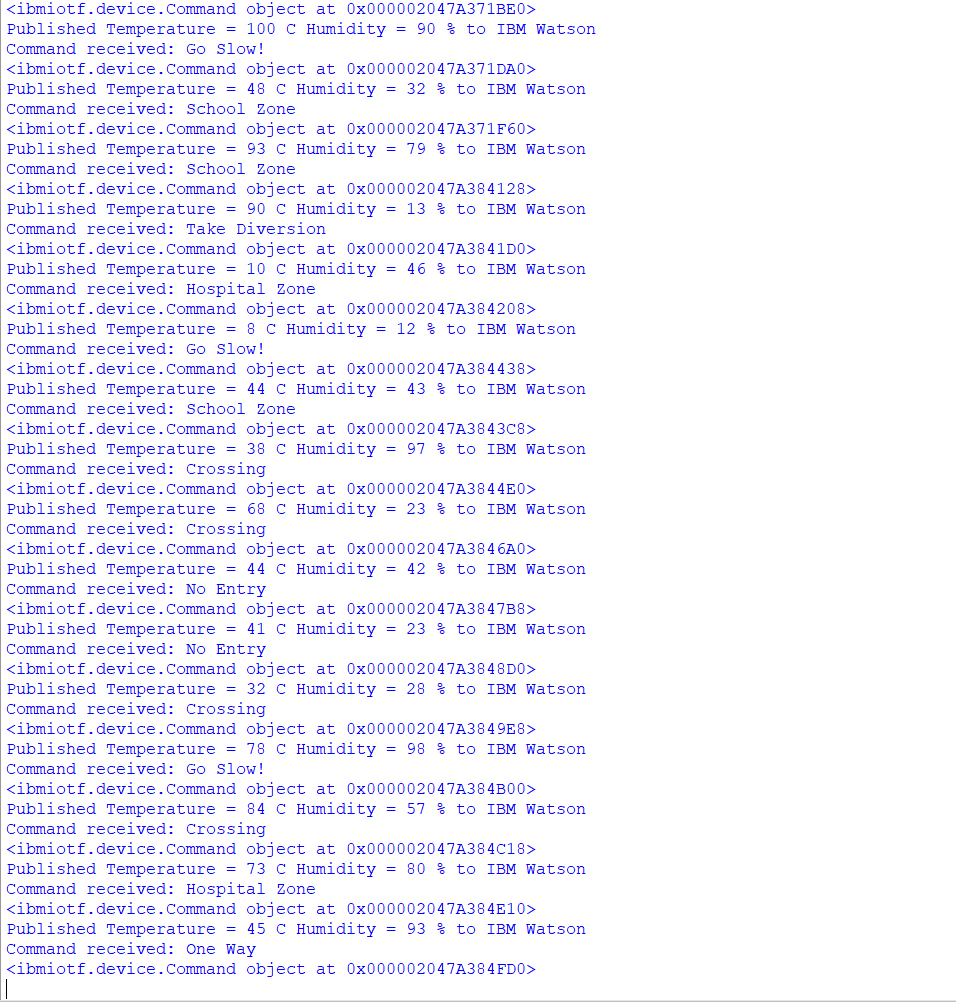 <ibmiotf.device.Command object at 0x000002047A371BE0>
Published Temperature = 100 C Humidity = 90 % to IBM Watson
Command received: Go Slow!
<ibmiotf.device.Command object at 0x000002047A371DA0>
Published Temperature = 48 C Humidity = 32 % to IBM Watson
Command received: School Zone
<ibmiotf.device.Command object at 0x000002047A371F60>
Published Temperature = 93 C Humidity = 79 % to IBM Watson
Command received: School Zone
<ibmiotf.device.Command object at 0x000002047A384128>
Published Temperature = 90 C Humidity = 13 % to IBM Watson
Command received: Take Diversion
<ibmiotf.device.Command object at 0x000002047A3841D0>
Published Temperature = 10 C Humidity = 46 % to IBM Watson
Command received: Hospital Zone
<ibmiotf.device.Command object at 0x000002047A384208>
Published Temperature = 8 C Humidity = 12 % to IBM Watson
Command received: Go Slow!
<ibmiotf.device.Command object at 0x000002047A384438>
Published Temperature = 44 C Humidity = 43 % to IBM Watson
Command received: School Zone
<ibmiotf.device.Command object at 0x000002047A3843C8>
Published Temperature = 38 C Humidity = 97 % to IBM Watson
Command received: Crossing
<ibmiotf.device.Command object at 0x000002047A3844E0>
Published Temperature = 68 C Humidity = 23 % to IBM Watson
Command received: Crossing
<ibmiotf.device.Command object at 0x000002047A3846A0>
Published Temperature = 44 C Humidity = 42 % to IBM Watson
Command received: No Entry
<ibmiotf.device.Command object at 0x000002047A3847B8>
Published Temperature = 41 C Humidity = 23 % to IBM Watson
Command received: No Entry
<ibmiotf.device.Command object at 0x000002047A3848D0>
Published Temperature = 32 C Humidity = 28 % to IBM Watson
Command received: Crossing
<ibmiotf.device.Command object at 0x000002047A3849E8>
Published Temperature = 78 C Humidity = 98 % to IBM Watson
Command received: Go Slow!
<ibmiotf.device.Command object at 0x000002047A384B00>
Published Temperature = 84 C Humidity = 57 % to IBM Watson
Command received: Crossing
<ibmiotf.device.Command object at 0x000002047A384C18>
Published Temperature = 73 C Humidity = 80 % to IBM Watson
Command received: Hospital Zone
<ibmiotf.device.Command object at 0x000002047A384E10>
Published Temperature = 45 C Humidity = 93 % to IBM Watson
Command received: One Way
<ibmiotf.device.Command object at 0x000002047A384FD0>